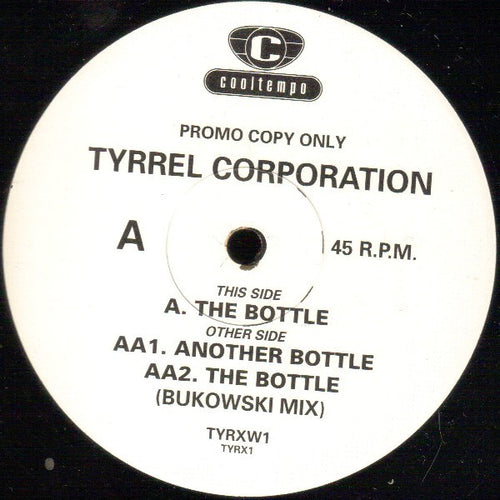 C
cooltempo
PROMO COPY ONLY
TYRREL CORPORATION
A
45 R.P.M.
THIS SIDE
A. THE BOTTLE
OTHER SIDE
AA1. ANOTHER BOTTLE
AA2. THE BOTTLE
(BUKOWSKI MIX)
TYRXW1
TYRX1